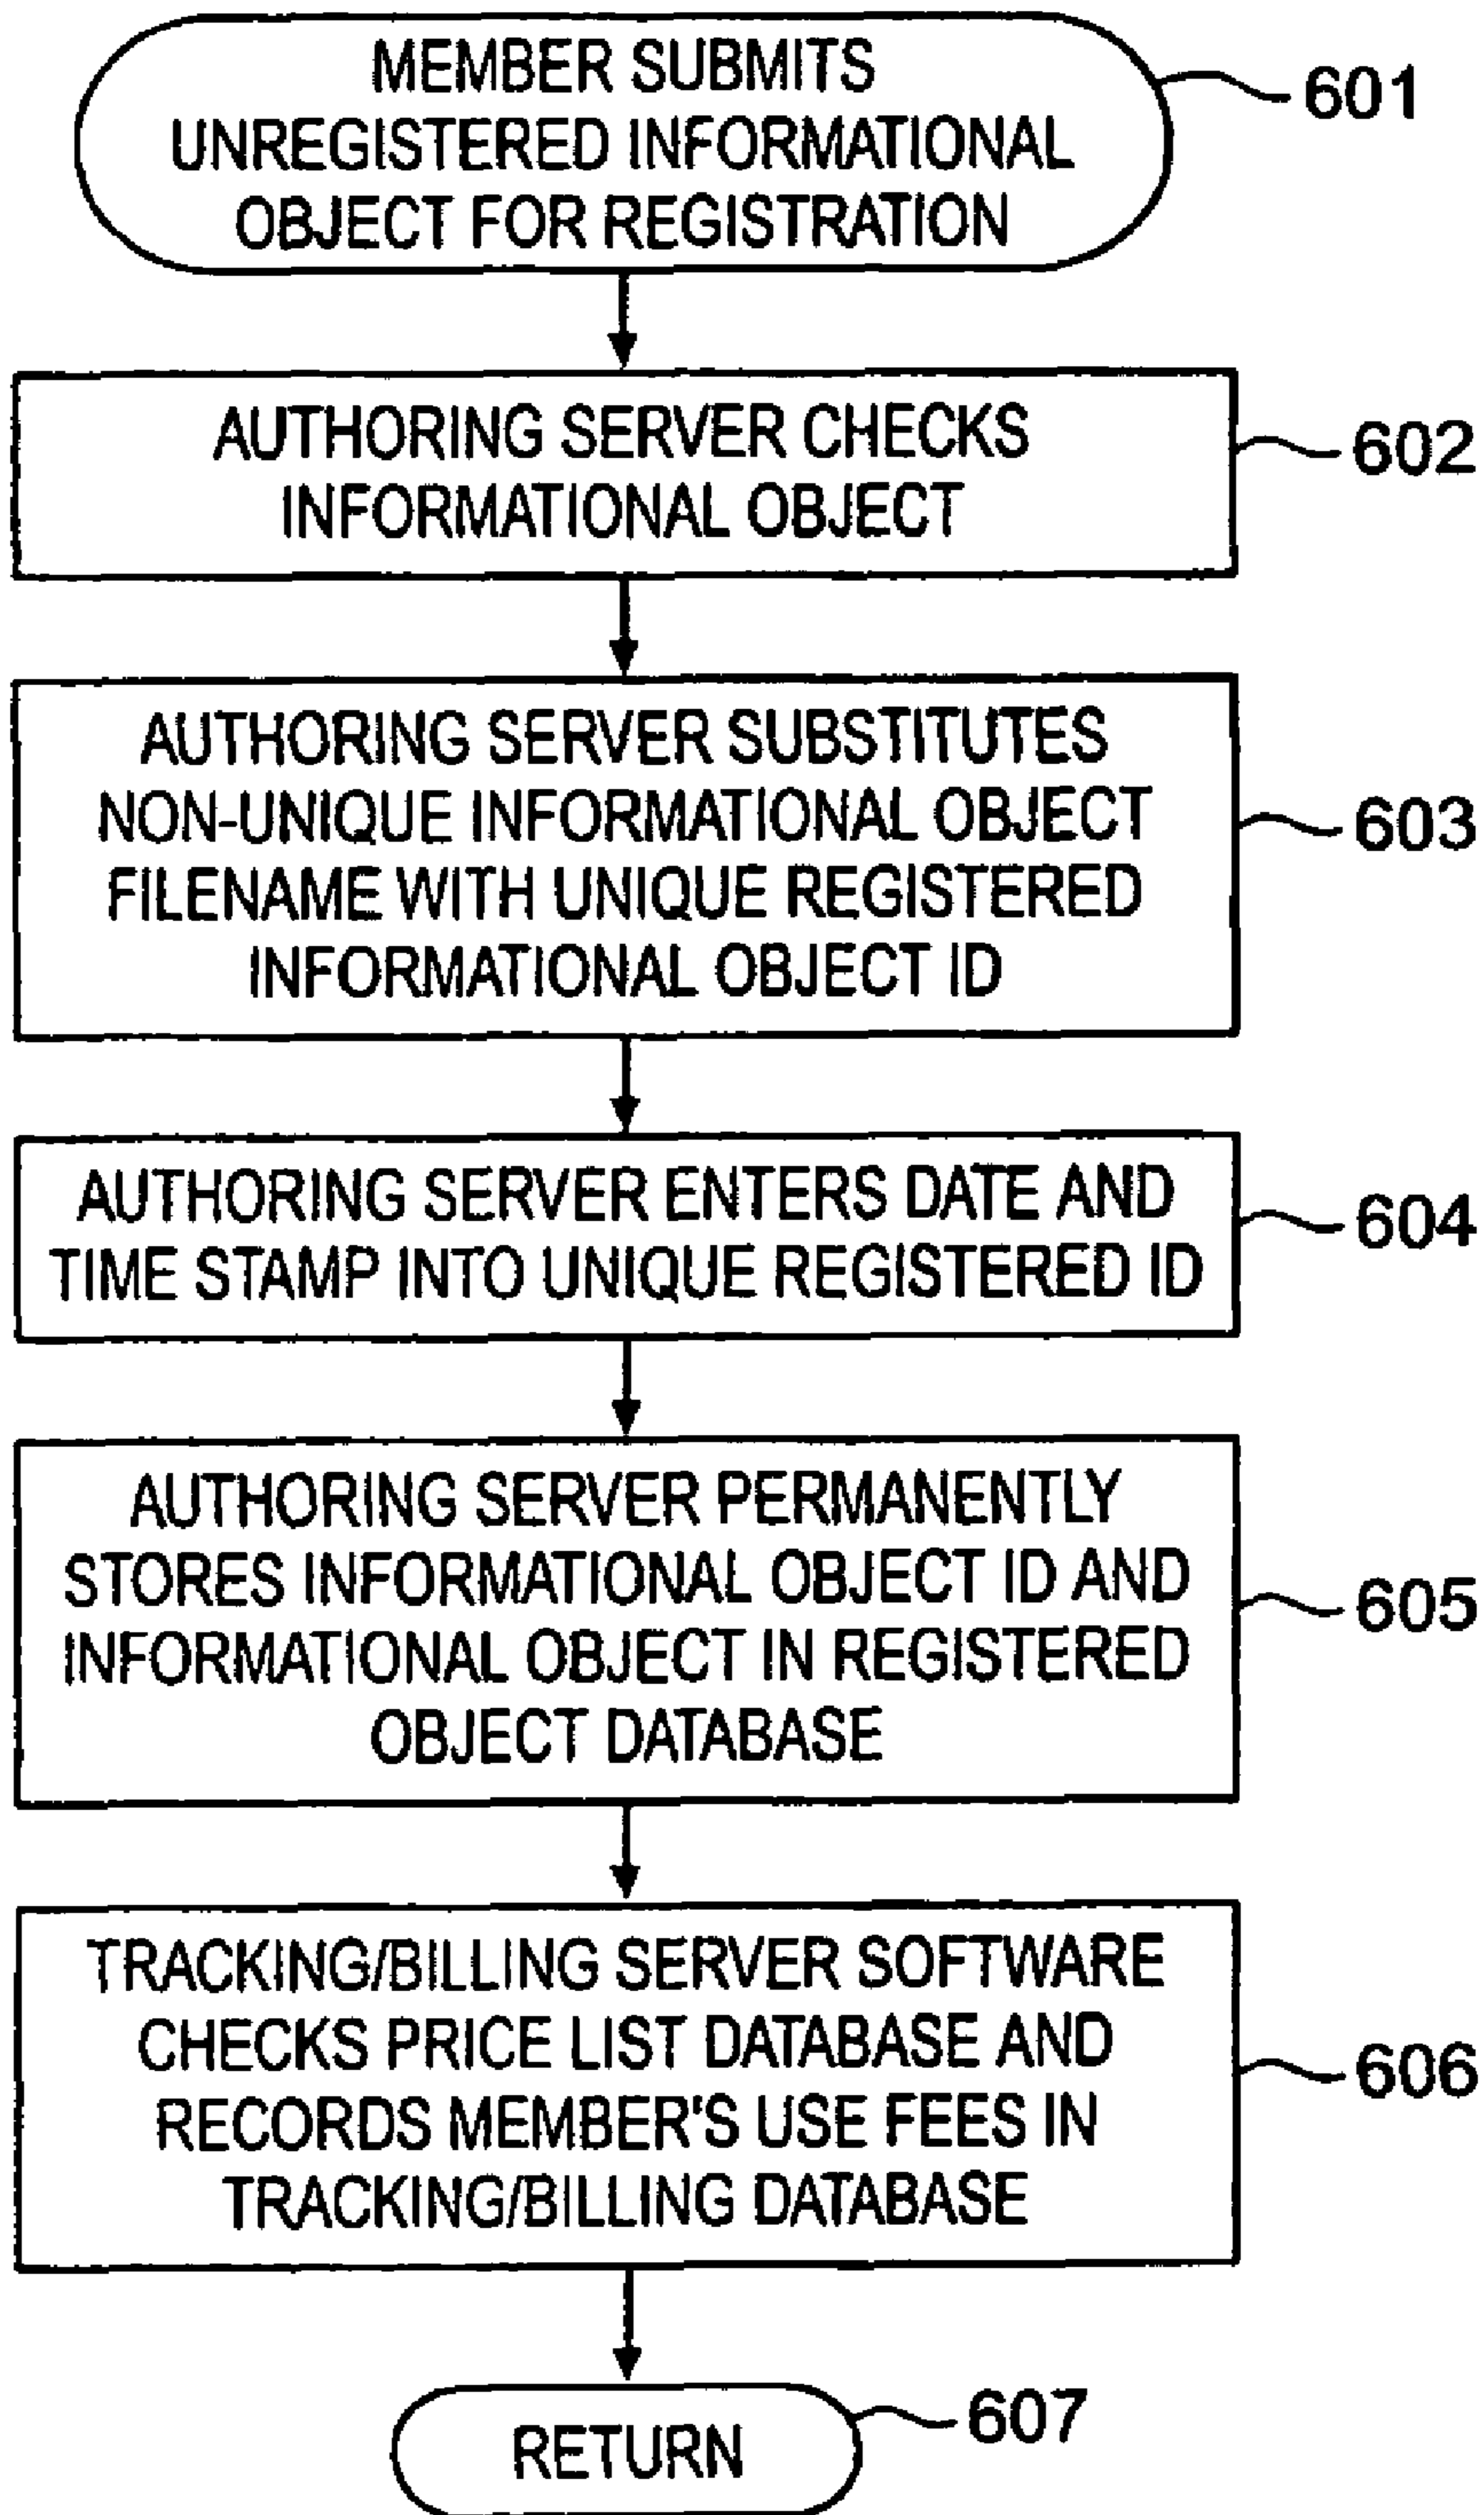 MEMBER SUBMITS
UNREGISTERED INFORMATIONAL
OBJECT FOR REGISTRATION
601
AUTHORING SERVER CHECKS
INFORMATIONAL OBJECT
602
AUTHORING SERVER SUBSTITUTES
NON-UNIQUE INFORMATIONAL OBJECT
FILENAME WITH UNIQUE REGISTERED
INFORMATIONAL OBJECT ID
603
AUTHORING SERVER ENTERS DATE AND
TIME STAMP INTO UNIQUE REGISTERED ID
604
AUTHORING SERVER PERMANENTLY
STORES INFORMATIONAL OBJECT ID AND
INFORMATIONAL OBJECT IN REGISTERED
OBJECT DATABASE
605
TRACKING/BILLING SERVER SOFTWARE
CHECKS PRICE LIST DATABASE AND
RECORDS MEMBER'S USE FEES IN
TRACKING/BILLING DATABASE
606
RETURN
607